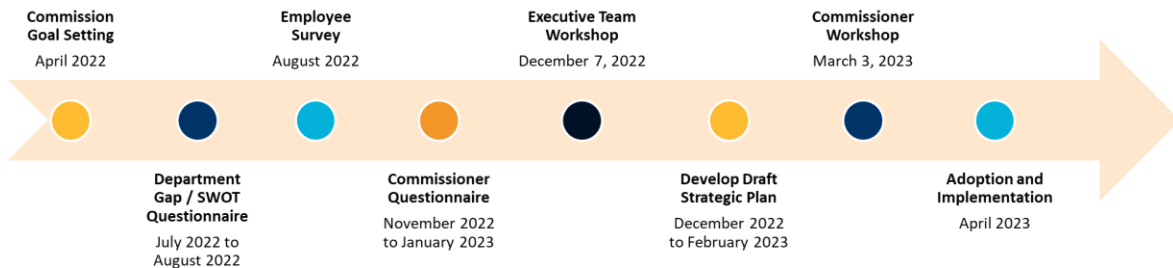 Commission
Goal Setting
April 2022
Employee
Survey
August 2022
Executive Team
Workshop
December 7, 2022
Commissioner
Workshop
March 3, 2023
Department
Gap / SWOT
Questionnaire
July 2022 to
August 2022
Commissioner
Questionnaire
November 2022
to January 2023
Develop Draft
Strategic Plan
December 2022
to February 2023
Adoption and
Implementation
April 2023